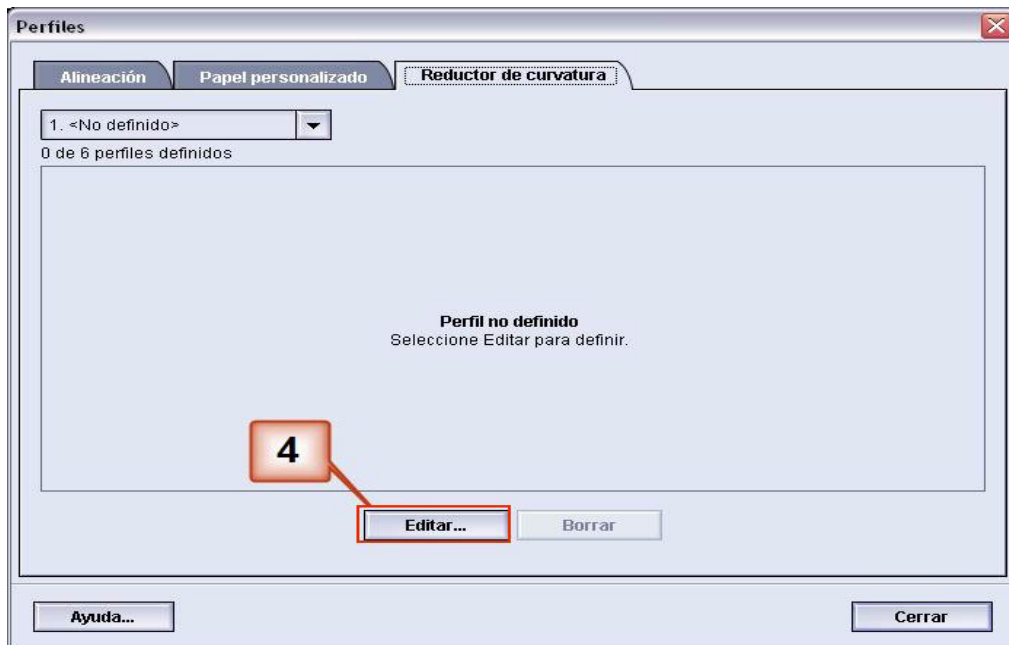 Perfiles
Alineación
Papel personalizado
Reductor de curvatura
1. <No definido>
0 de 6 perfiles definidos
Perfil no definido
Seleccione Editar para definir.
4
Editar...
Borrar
Ayuda...
Cerrar